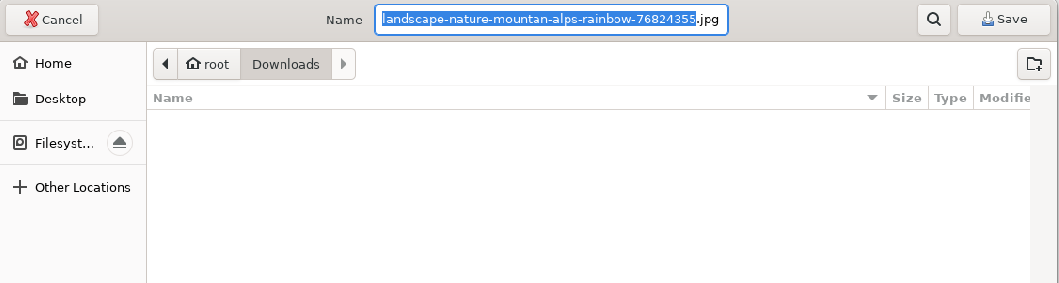 Cancel Name landscape-nature-mountan-alps-rainbow-76824355.jpg Save
Home root Downloads
Desktop Name Size Type Modifie
Filesyst...
Other Locations